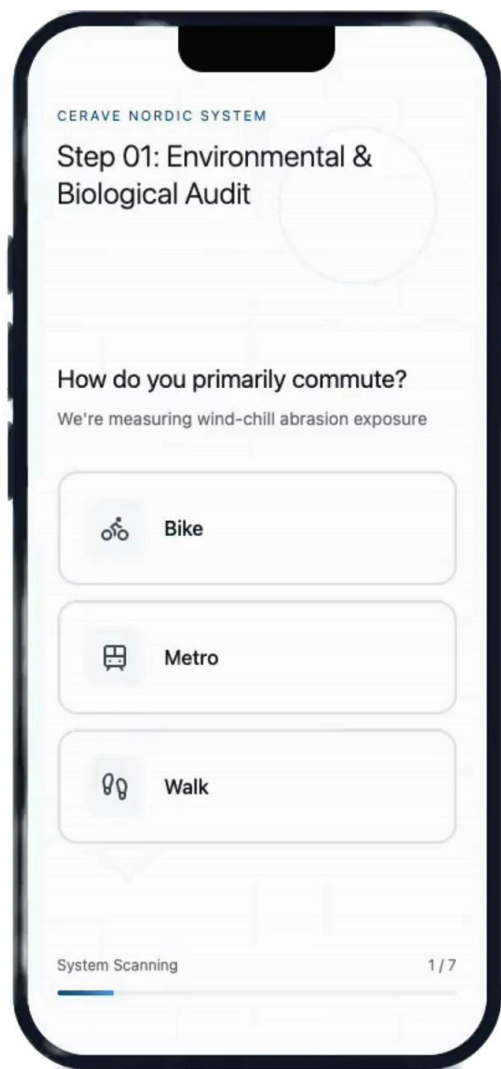 CERAVE NORDIC SYSTEM
Step 01: Environmental &
Biological Audit
How do you primarily commute?
We're measuring wind-chill abrasion exposure
Bike
Metro
Walk
System Scanning
1 / 7